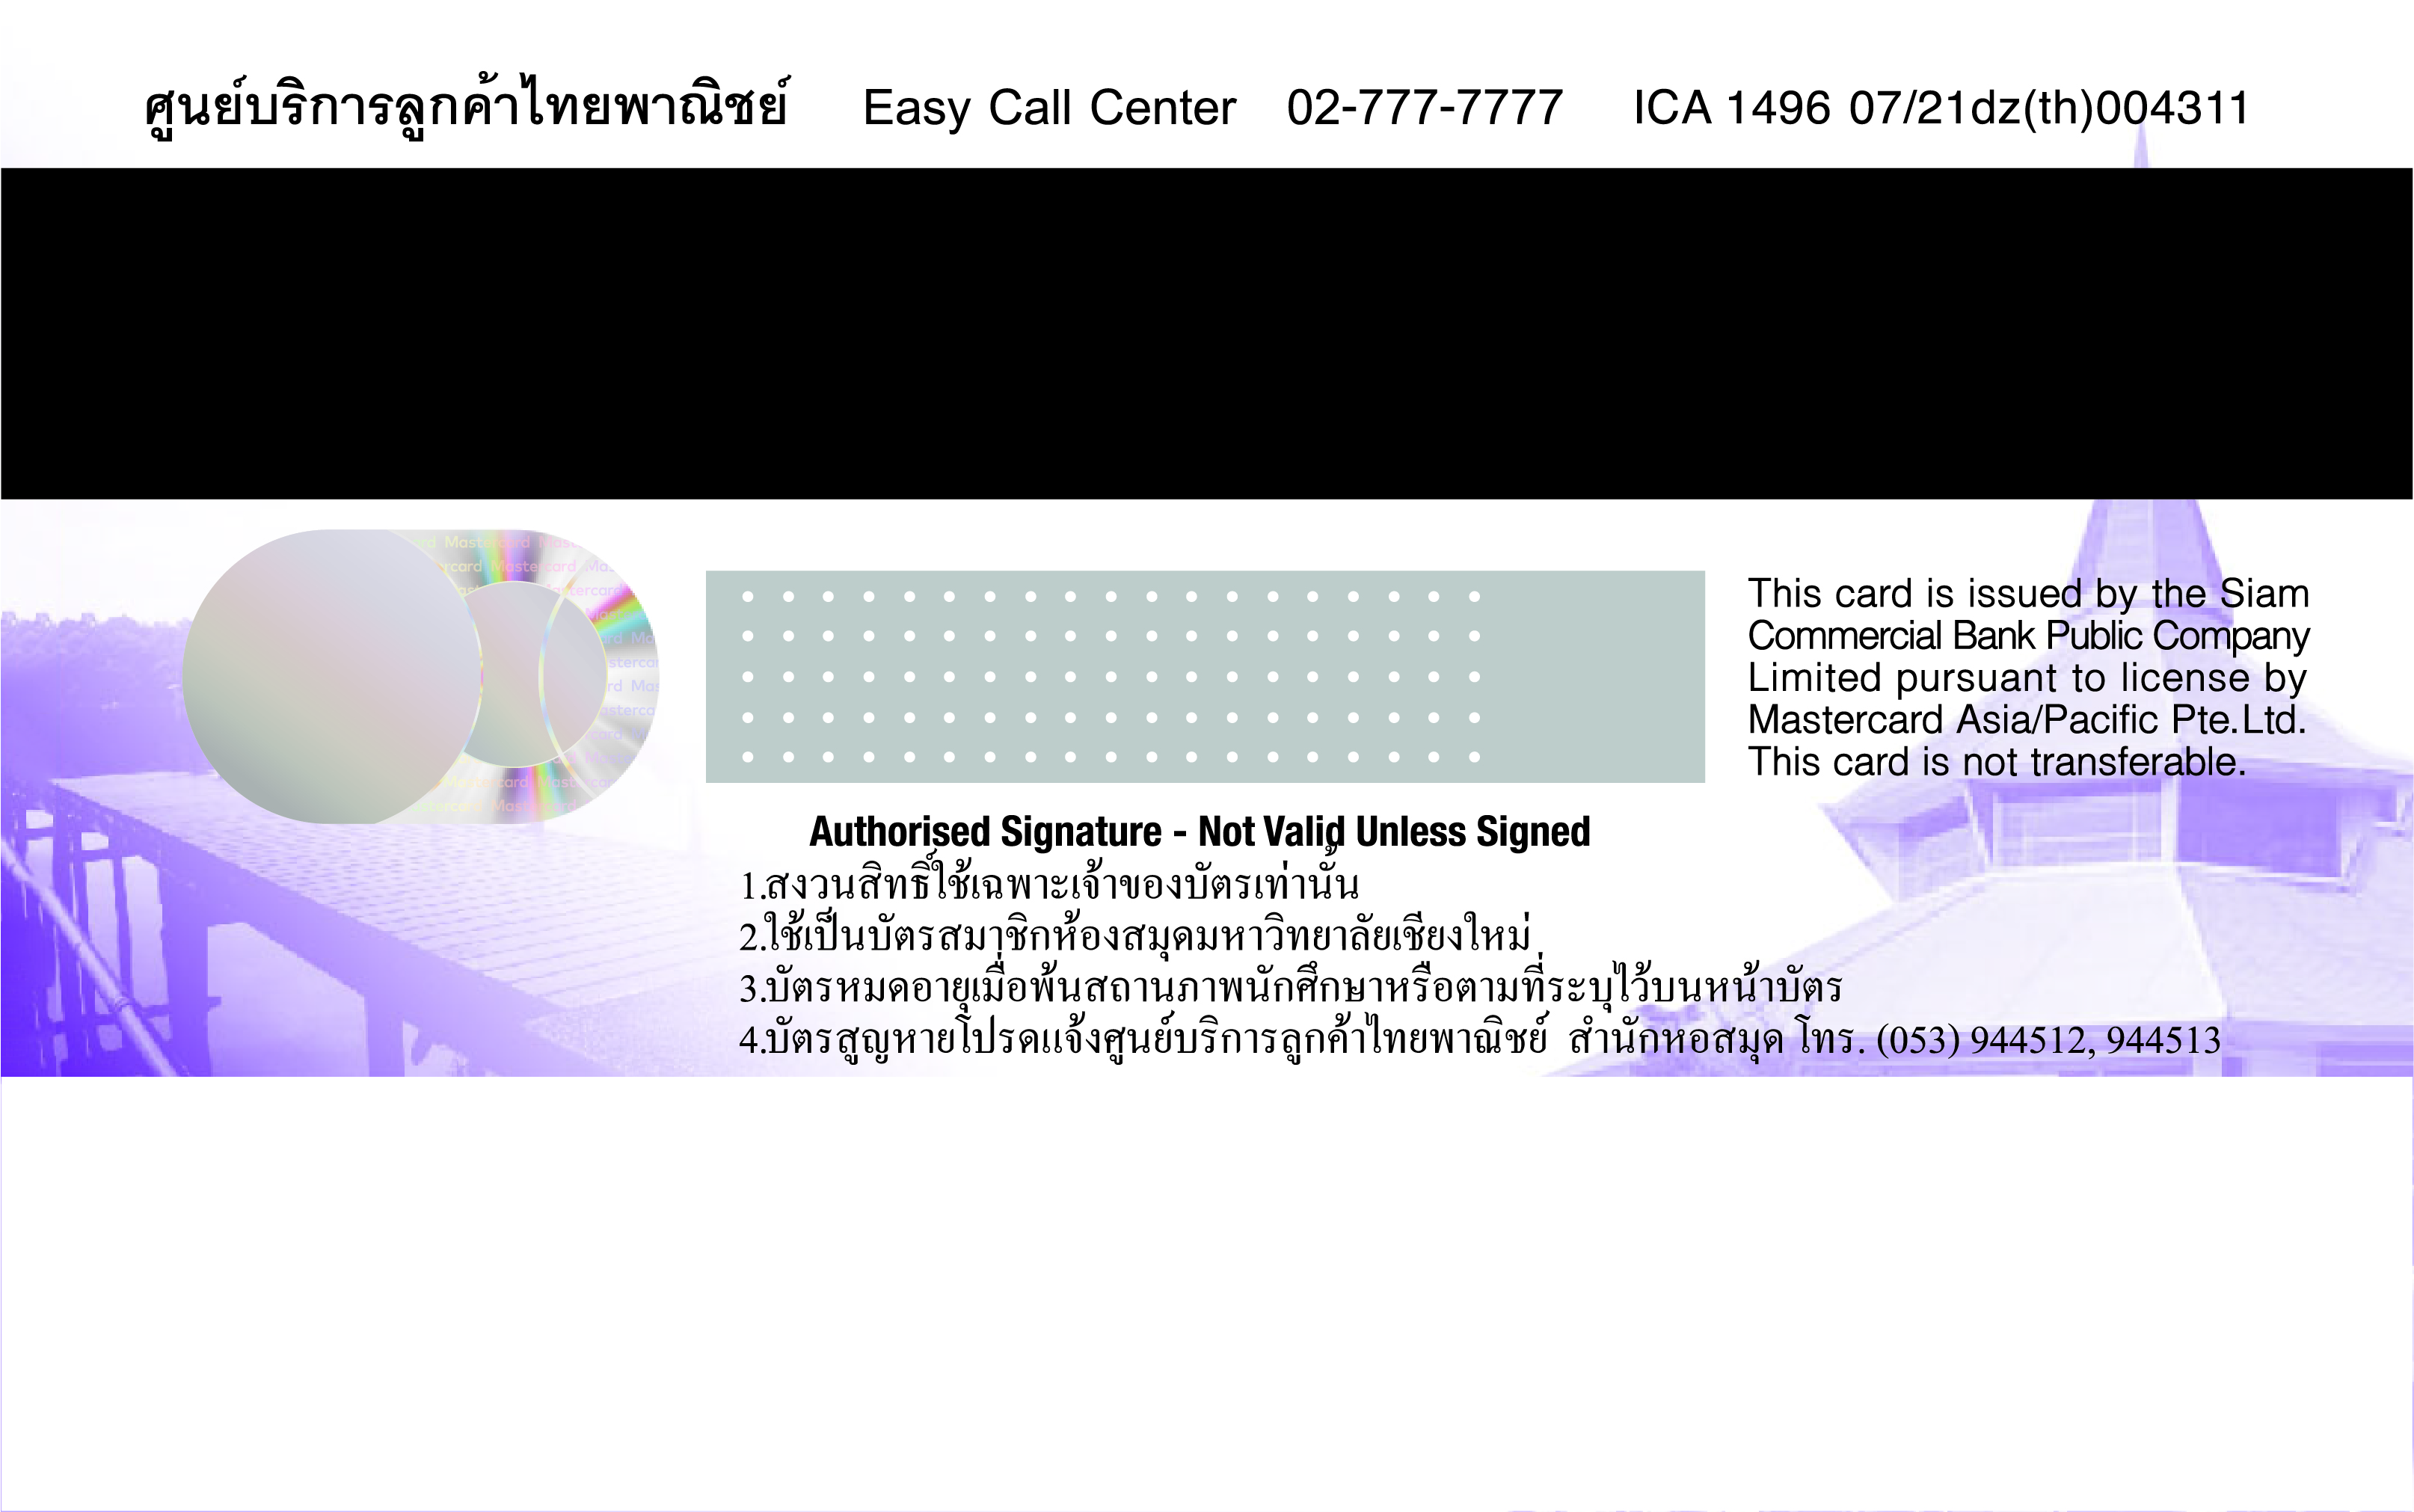 ศูนย์บริการลูกค้าไทยพาณิชย์ Easy Call Center 02-777-7777 ICA 1496 07/21dz(th)004311
This card is issued by the Siam
Commercial Bank Public Company
Limited pursuant to license by
Mastercard Asia/Pacific Pte.Ltd.
This card is not transferable.
Authorised Signature - Not Valid Unless Signed
1.สงวนสิทธิ์ใช้เฉพาะเจ้าของบัตรเท่านั้น
2.ใช้เป็นบัตรสมาชิกห้องสมุดมหาวิทยาลัยเชียงใหม่
3.บัตรหมดอายุเมื่อพ้นสถานภาพนักศึกษาหรือตามที่ระบุไว้บนหน้าบัตร
4.บัตรสูญหายโปรดแจ้งศูนย์บริการลูกค้าไทยพาณิชย์ สำนักหอสมุด โทร. (053) 944512, 944513